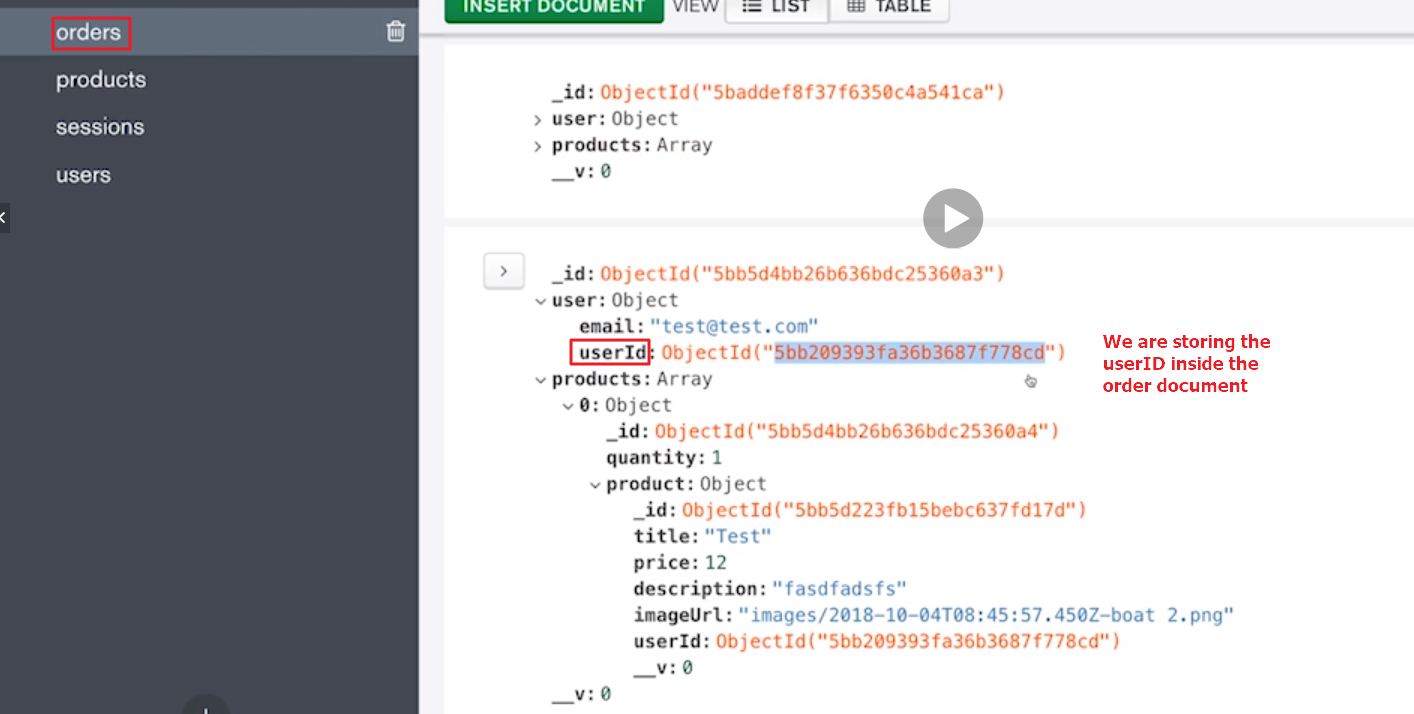 orders
products
sessions
users
INSERT DOCUMENT VIEW LIST TABLE
_id: ObjectId("5baddef8f37f6350c4a541ca")
user: Object
products: Array
__v: 0
_id: ObjectId("5bb5d4bb26b636bdc25360a3")
user: Object
email: "test@test.com"
userId: ObjectId("5bb209393fa36b3687f778cd")
products: Array
0: Object
_id: ObjectId("5bb5d4bb26b636bdc25360a4")
quantity: 1
product: Object
_id: ObjectId("5bb5d223fb15bebc637fd17d")
title: "Test"
price: 12
description: "fasdfadsfs"
imageUrl: "images/2018-10-04T08:45:57.450Z-boat 2.png"
userId: ObjectId("5bb209393fa36b3687f778cd")
__v: 0
__v: 0
We are storing the
userID inside the
order document